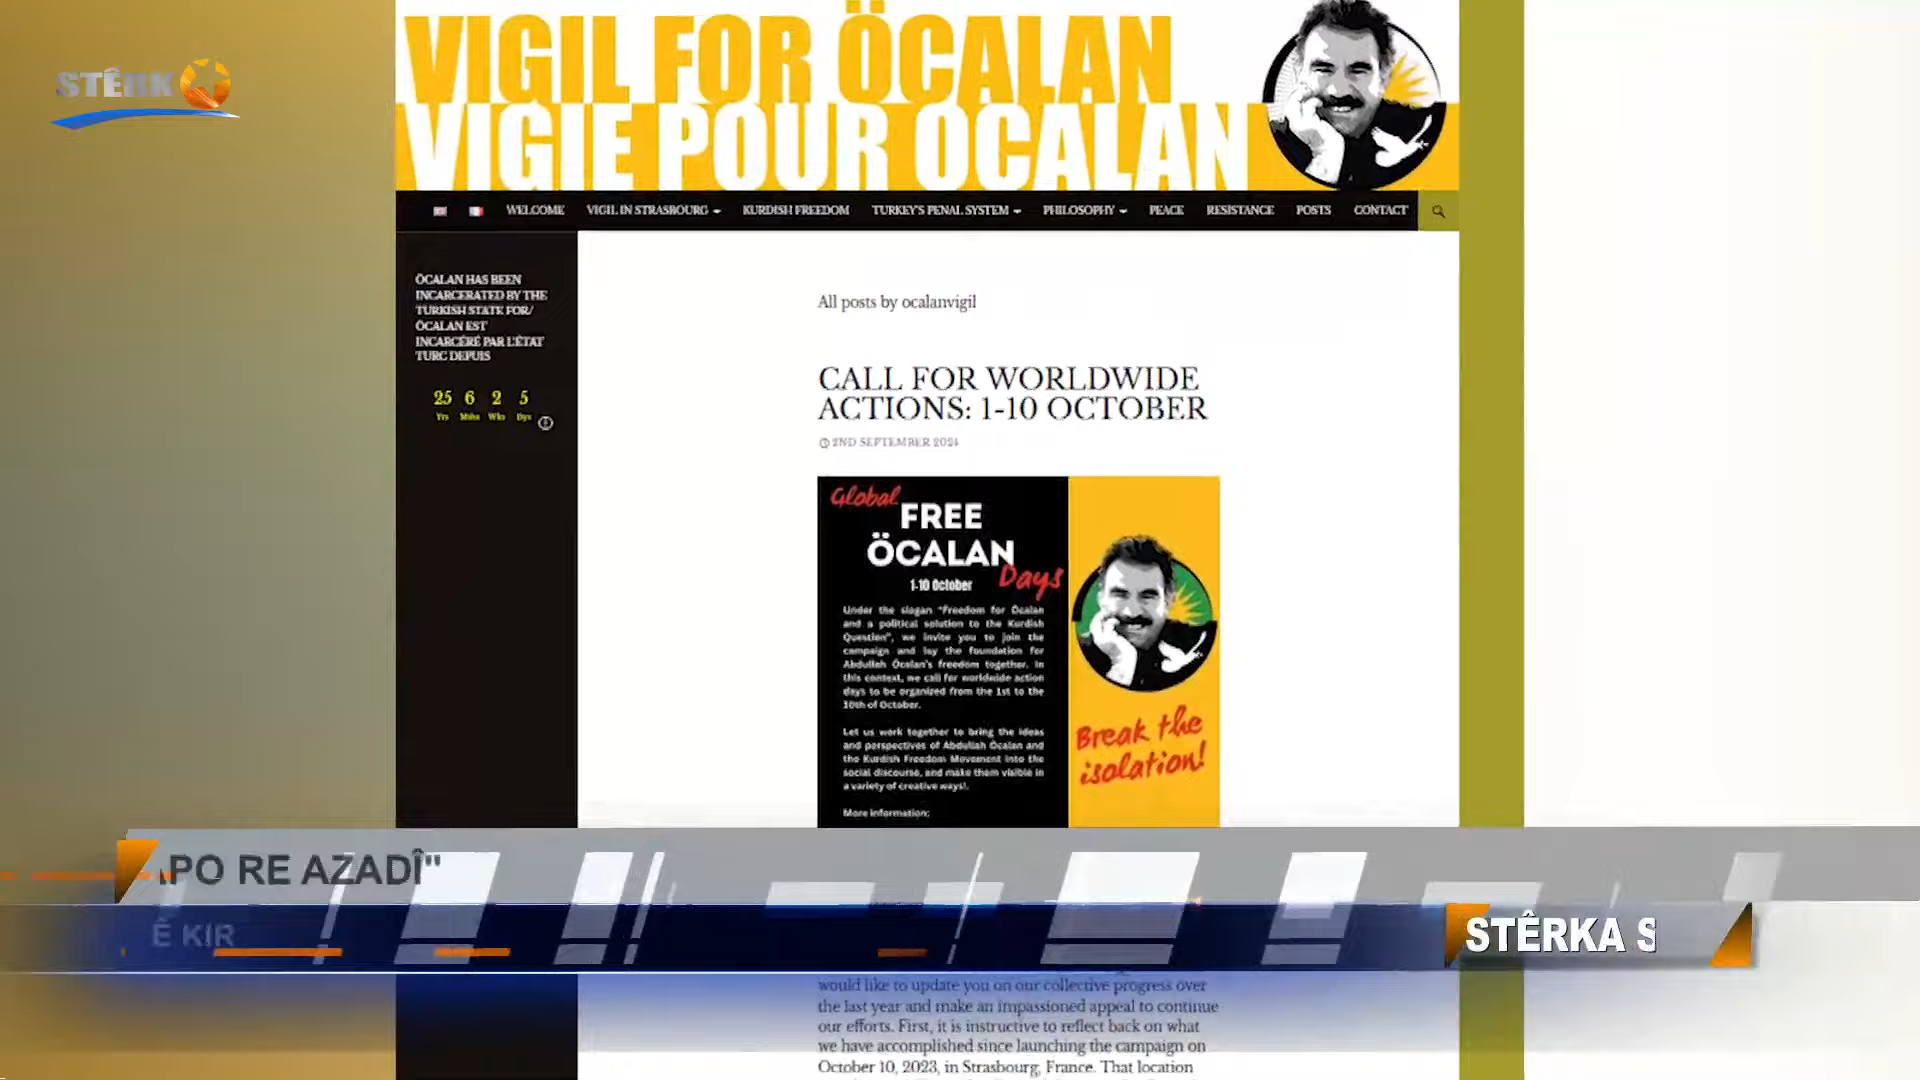 STÊRK
VIGIL FOR ÖCALAN
VIGIE POUR OCALAN
WELCOME VIGIL IN STRASBOURG KURDISH FREEDOM TURKEY'S PENAL SYSTEM PHILOSOPHY PEACE RESISTANCE POSTS CONTACT
ÖCALAN HAS BEEN
INCARCERATED BY THE
TURKISH STATE FOR/
ÖCALAN EST
INCARCÉRÉ PAR L'ÉTAT
TURC DEPUIS
25 6 2 5
Yrs Mths Wks Dys
All posts by ocalanvigil
CALL FOR WORLDWIDE
ACTIONS: 1-10 OCTOBER
2ND SEPTEMBER 2024
Global
FREE
ÖCALAN
Days
1-10 October
Under the slogan "Freedom for Öcalan
and a political solution to the Kurdish
Question", we invite you to join the
campaign and lay the foundation for
Abdullah Öcalan's freedom together. In
this context, we call for worldwide action
days to be organized from the 1st to the
10th of October.
Let us work together to bring the ideas
and perspectives of Abdullah Öcalan and
the Kurdish Freedom Movement into the
social discourse, and make them visible in
a variety of creative ways!.
More information:
Break the
isolation!
PO RE AZADÎ"
Ê KIR
STÊRKA S
would like to update you on our collective progress over
the last year and make an impassioned appeal to continue
our efforts. First, it is instructive to reflect back on what
we have accomplished since launching the campaign on
October 10, 2023, in Strasbourg, France. That location